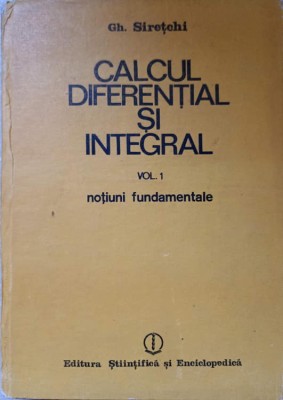 Gh. Sirețchi
CALCUL
DIFERENȚIAL
ȘI
INTEGRAL
VOL. 1
noțiuni fundamentale
Editura Științifică și Enciclopedică